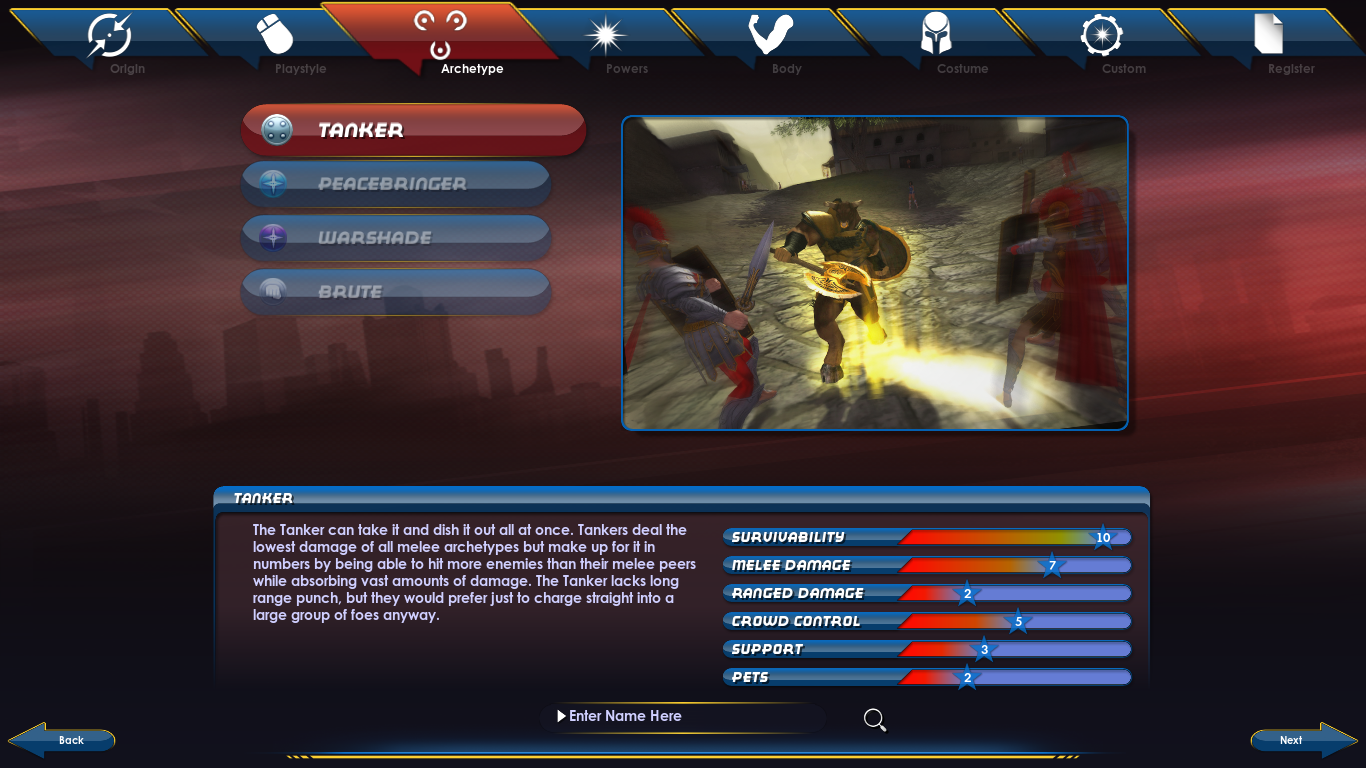 Origin
Playstyle
Archetype
Powers
Body
Costume
Custom
Register
TANKER
PEACEBRINGER
WARSHADE
BRUTE
TANKER
The Tanker can take it and dish it out all at once. Tankers deal the
lowest damage of all melee archetypes but make up for it in
numbers by being able to hit more enemies than their melee peers
while absorbing vast amounts of damage. The Tanker lacks long
range punch, but they would prefer just to charge straight into a
large group of foes anyway.
SURVIVABILITY 10
MELEE DAMAGE 7
RANGED DAMAGE 2
CROWD CONTROL 5
SUPPORT 3
PETS 2
Enter Name Here
Back
Next